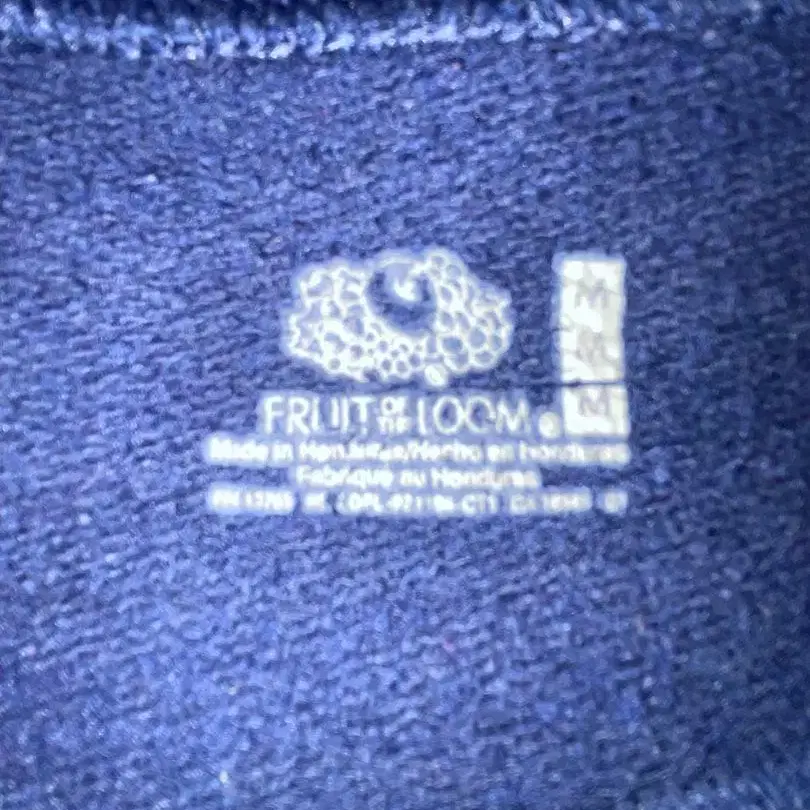 M
M
M
FRUIT OF THE LOOM®
Made in Honduras/Hecho en Honduras
Fabriqué au Honduras